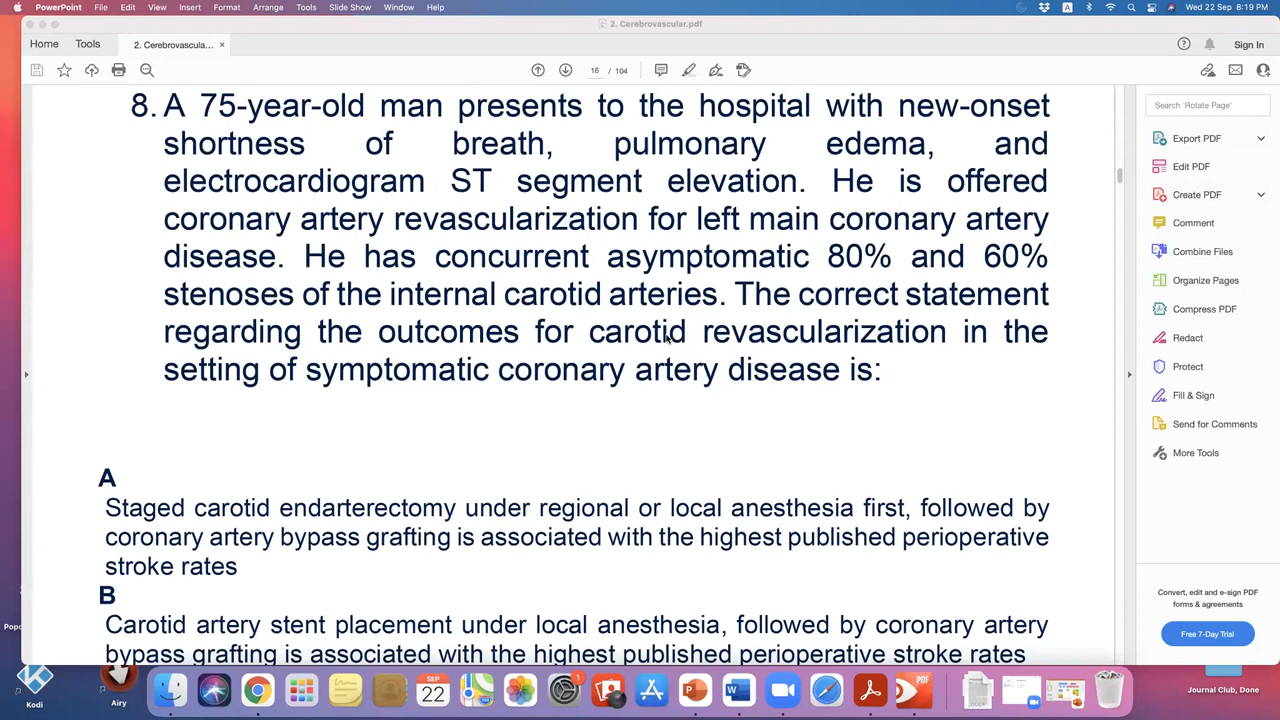 PowerPoint File Edit View Insert Format Arrange Tools Slide Show Window Help A Wed 22 Sep 8:19 PM
2. Cerebrovascular.pdf
Home Tools 2. Cerebrovascula... × Sign In
16 / 104
8. A 75-year-old man presents to the hospital with new-onset
shortness of breath, pulmonary edema, and
electrocardiogram ST segment elevation. He is offered
coronary artery revascularization for left main coronary artery
disease. He has concurrent asymptomatic 80% and 60%
stenoses of the internal carotid arteries. The correct statement
regarding the outcomes for carotid revascularization in the
setting of symptomatic coronary artery disease is:
A
Staged carotid endarterectomy under regional or local anesthesia first, followed by
coronary artery bypass grafting is associated with the highest published perioperative
stroke rates
B
Carotid artery stent placement under local anesthesia, followed by coronary artery
bypass grafting is associated with the highest published perioperative stroke rates
Search 'Rotate Page'
Export PDF
Edit PDF
Create PDF
Comment
Combine Files
Organize Pages
Compress PDF
Redact
Protect
Fill & Sign
Send for Comments
More Tools
Convert, edit and e-sign PDF
forms & agreements
Free 7-Day Trial
Kodi
Airy
SEP
22
PDF
Journal Club, Done